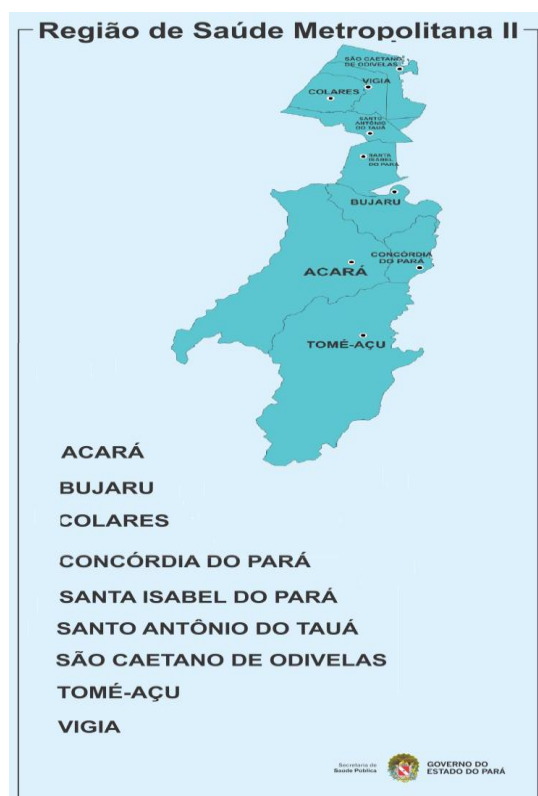 Região de Saúde Metropolitana II
SÃO CAETANO
DE ODIVELAS
VIGIA
COLARES
SANTO
ANTÔNIO
DO TAUÁ
SANTA
ISABEL
DO PARÁ
BUJARU
CONCÓRDIA
DO PARÁ
ACARÁ
TOMÉ-AÇU
ACARÁ
BUJARU
COLARES
CONCÓRDIA DO PARÁ
SANTA ISABEL DO PARÁ
SANTO ANTÔNIO DO TAUÁ
SÃO CAETANO DE ODIVELAS
TOMÉ-AÇU
VIGIA
Secretaria de
Saúde Pública
GOVERNO DO
ESTADO DO PARÁ